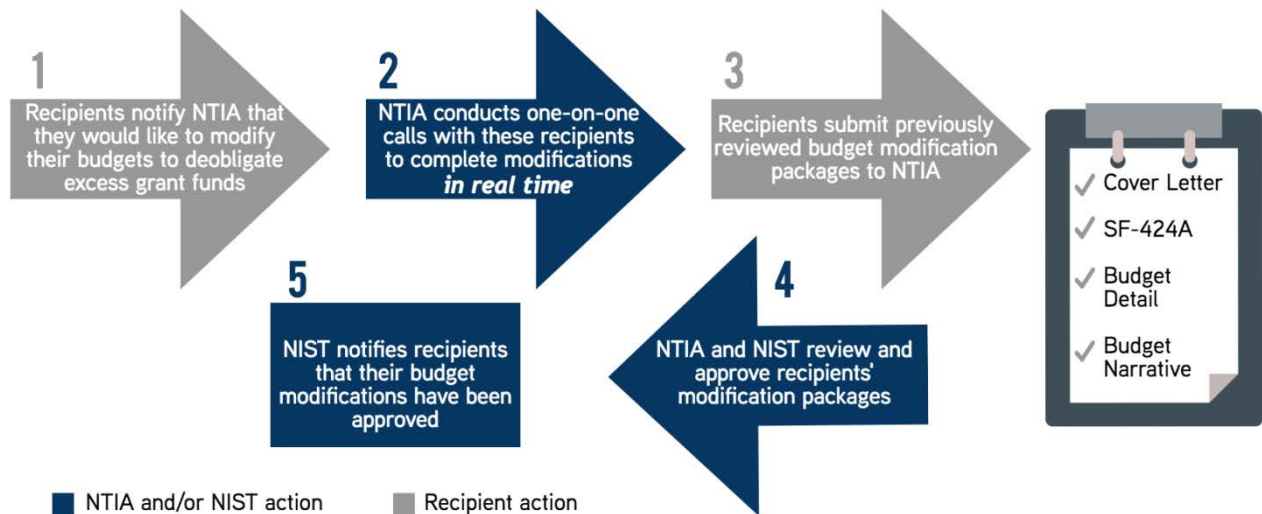 1
Recipients notify NTIA that
they would like to modify
their budgets to deobligate
excess grant funds
2
NTIA conducts one-on-one
calls with these recipients
to complete modifications
in real time
3
Recipients submit previously
reviewed budget modification
packages to NTIA
Cover Letter
SF-424A
Budget
Detail
Budget
Narrative
4
NTIA and NIST review and
approve recipients'
modification packages
5
NIST notifies recipients
that their budget
modifications have been
approved
NTIA and/or NIST action
Recipient action